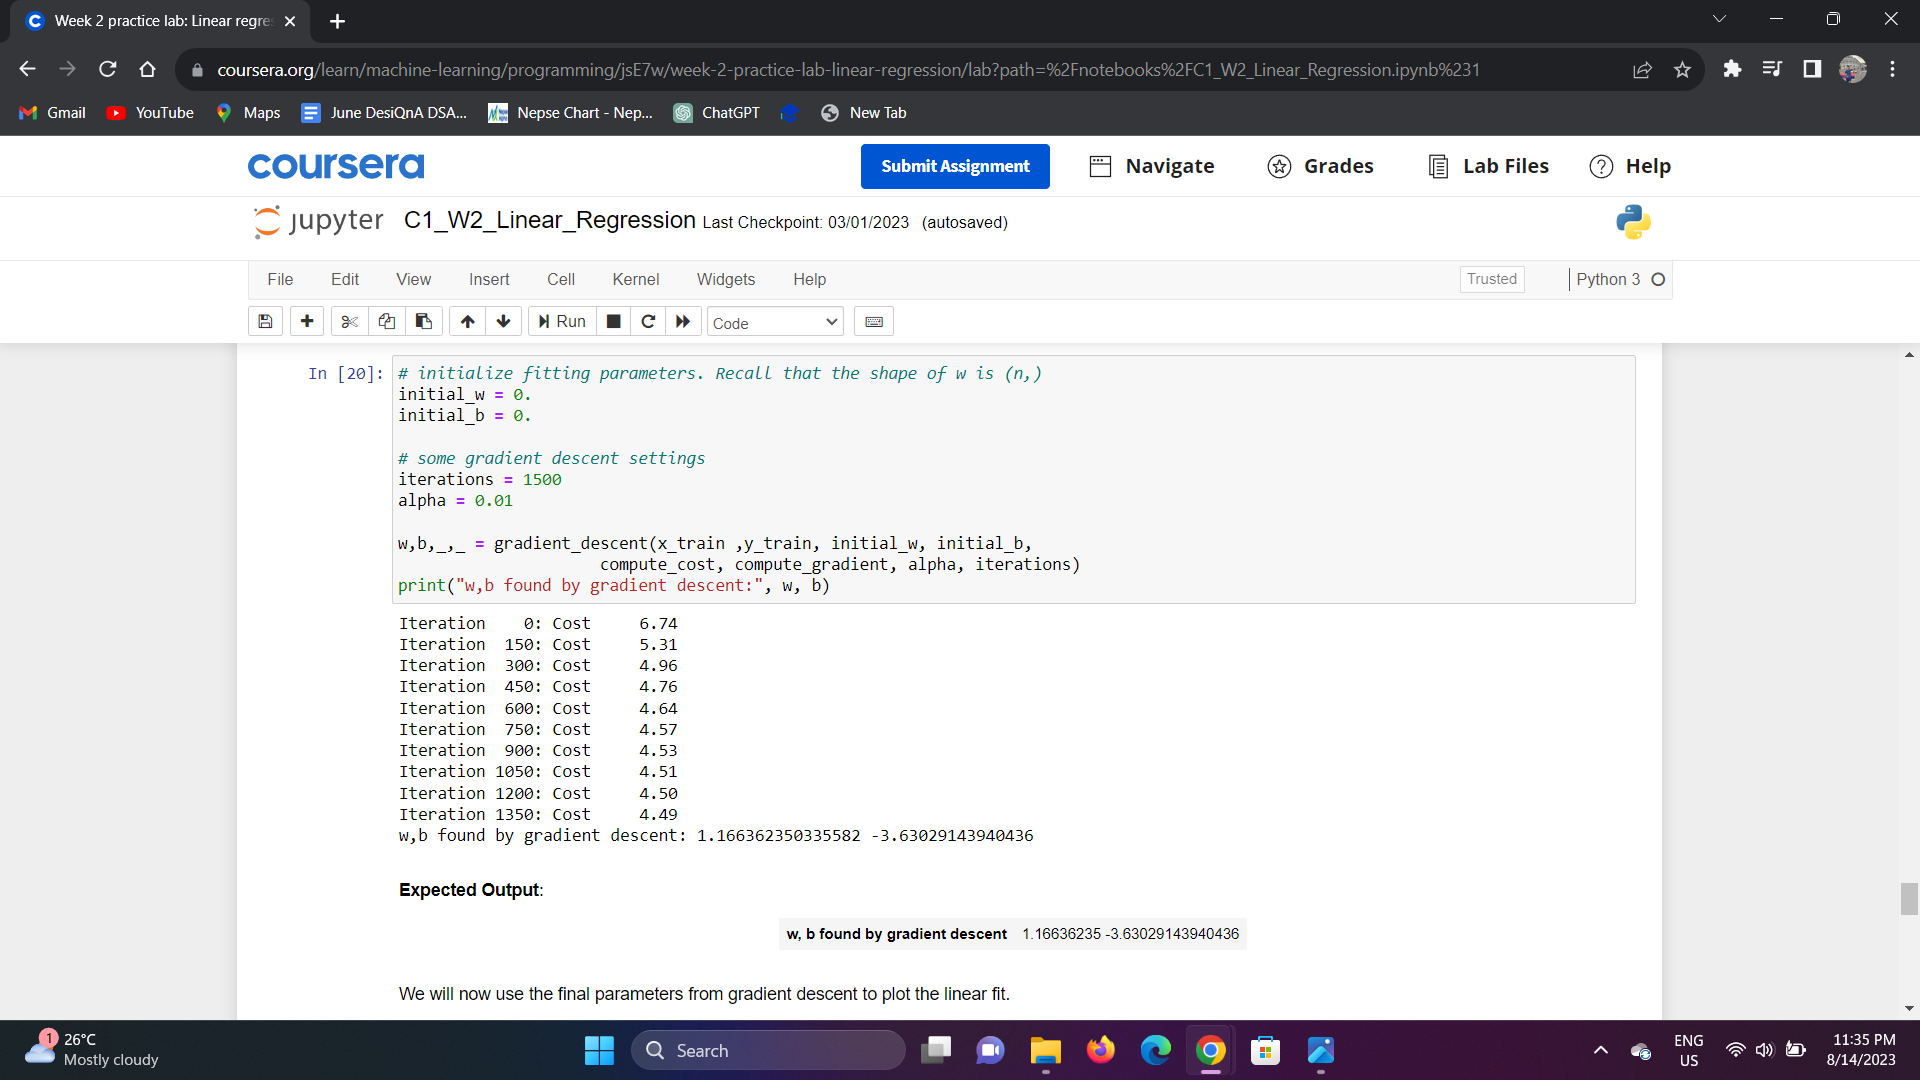 Week 2 practice lab: Linear regres
coursera.org/learn/machine-learning/programming/jsE7w/week-2-practice-lab-linear-regression/lab?path=%2Fnotebooks%2FC1_W2_Linear_Regression.ipynb%231
Gmail YouTube Maps June DesiQnA DSA... Nepse Chart - Nep... ChatGPT New Tab
coursera Submit Assignment Navigate Grades Lab Files Help
jupyter C1_W2_Linear_Regression Last Checkpoint: 03/01/2023 (autosaved)
File Edit View Insert Cell Kernel Widgets Help Trusted Python 3
Run Code
In [20]: # initialize fitting parameters. Recall that the shape of w is (n,)
initial_w = 0.
initial_b = 0.
# some gradient descent settings
iterations = 1500
alpha = 0.01
w,b,_,_ = gradient_descent(x_train ,y_train, initial_w, initial_b,
compute_cost, compute_gradient, alpha, iterations)
print("w,b found by gradient descent:", w, b)
Iteration    0: Cost     6.74
Iteration  150: Cost     5.31
Iteration  300: Cost     4.96
Iteration  450: Cost     4.76
Iteration  600: Cost     4.64
Iteration  750: Cost     4.57
Iteration  900: Cost     4.53
Iteration 1050: Cost     4.51
Iteration 1200: Cost     4.50
Iteration 1350: Cost     4.49
w,b found by gradient descent: 1.166362350335582 -3.63029143940436
Expected Output:
w, b found by gradient descent 1.16636235 -3.63029143940436
We will now use the final parameters from gradient descent to plot the linear fit.
1 26°C
Mostly cloudy
Search
ENG
US
11:35 PM
8/14/2023